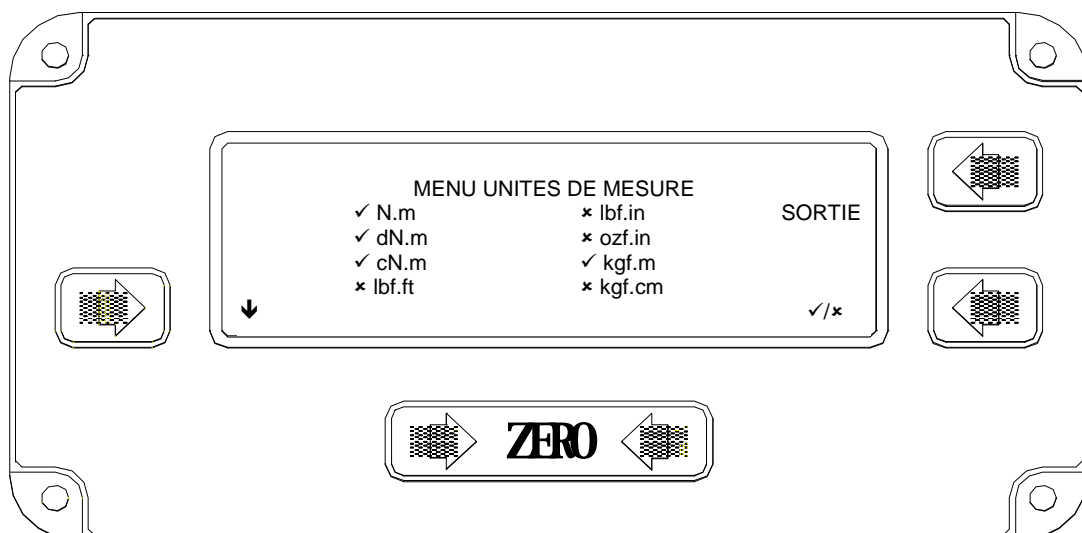 MENU UNITES DE MESURE
✓ N.m × lbf.in SORTIE
✓ dN.m × ozf.in
✓ cN.m ✓ kgf.m
× lbf.ft × kgf.cm
↓ ✓/×
ZERO